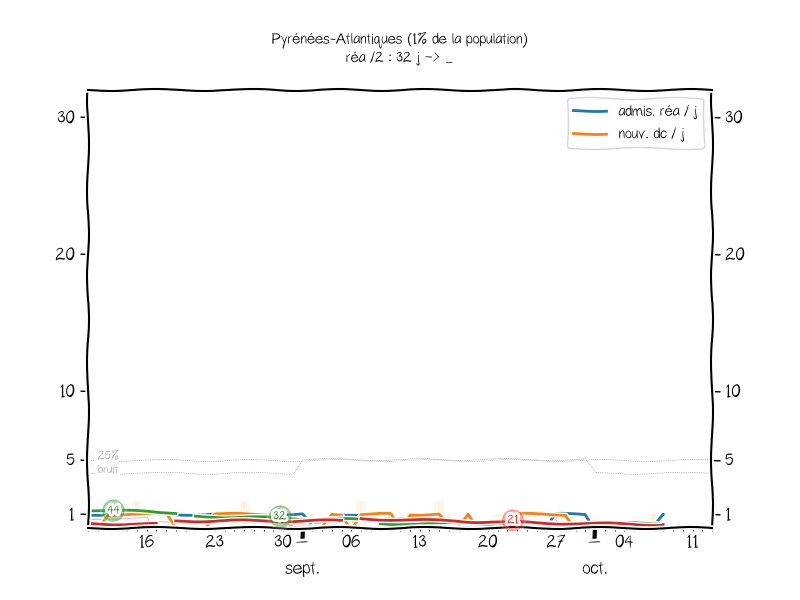 Pyrénées-Atlantiques (1% de la population)
réa /2 : 32 j -> _
admis. réa / j
nouv. dc / j
30
30
20
20
10
10
5
5
25%
bruit
1
1
44
32
21
16 23 30 06 13 20 27 04 11
sept. oct.